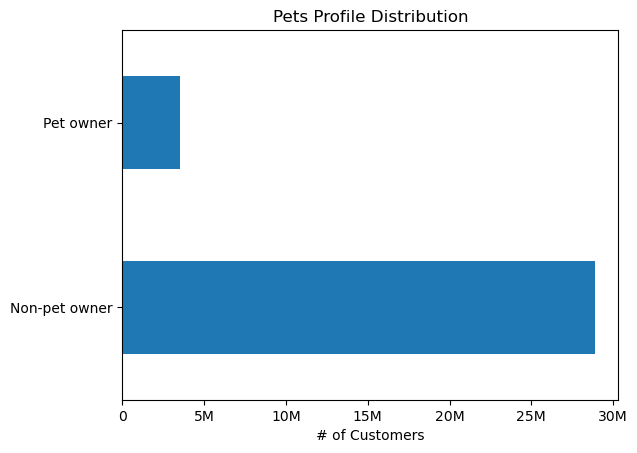 Pets Profile Distribution
Pet owner
Non-pet owner
0 5M 10M 15M 20M 25M 30M
# of Customers